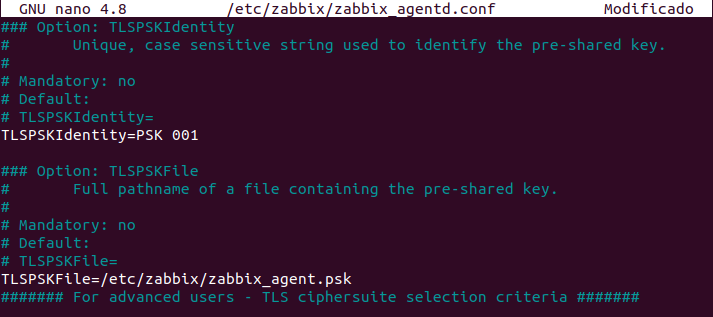 GNU nano 4.8 /etc/zabbix/zabbix_agentd.conf Modificado
### Option: TLSPSKIdentity
#       Unique, case sensitive string used to identify the pre-shared key.
#
# Mandatory: no
# Default:
# TLSPSKIdentity=
TLSPSKIdentity=PSK 001

### Option: TLSPSKFile
#       Full pathname of a file containing the pre-shared key.
#
# Mandatory: no
# Default:
# TLSPSKFile=
TLSPSKFile=/etc/zabbix/zabbix_agent.psk
####### For advanced users - TLS ciphersuite selection criteria #######